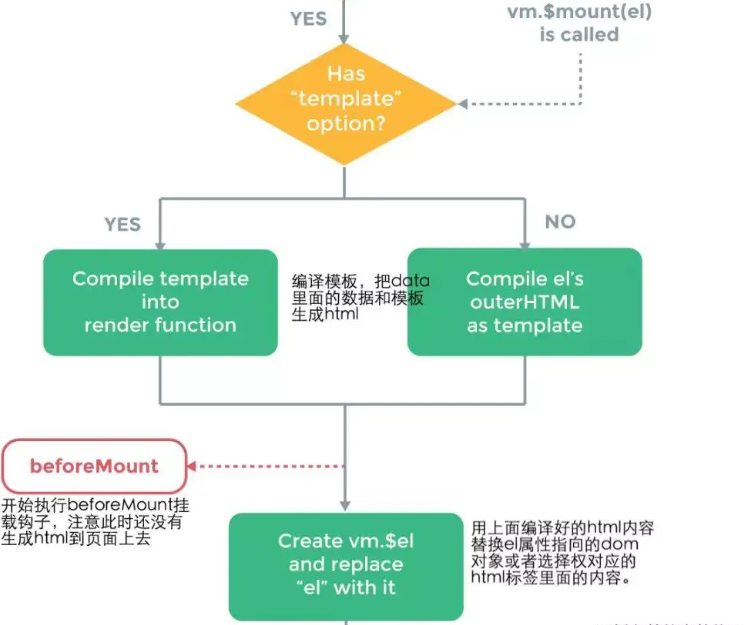 YES
vm.$mount(el)
is called
Has
“template”
option?
YES
NO
Compile template
into
render function
编译模板，把data
里面的数据和模板
生成html
Compile el’s
outerHTML
as template
beforeMount
开始执行beforeMount挂
载钩子，注意此时还没有
生成html到页面上去
Create vm.$el
and replace
“el” with it
用上面编译好的html内容
替换el属性指向的dom
对象或者选择权对应的
html标签里面的内容。